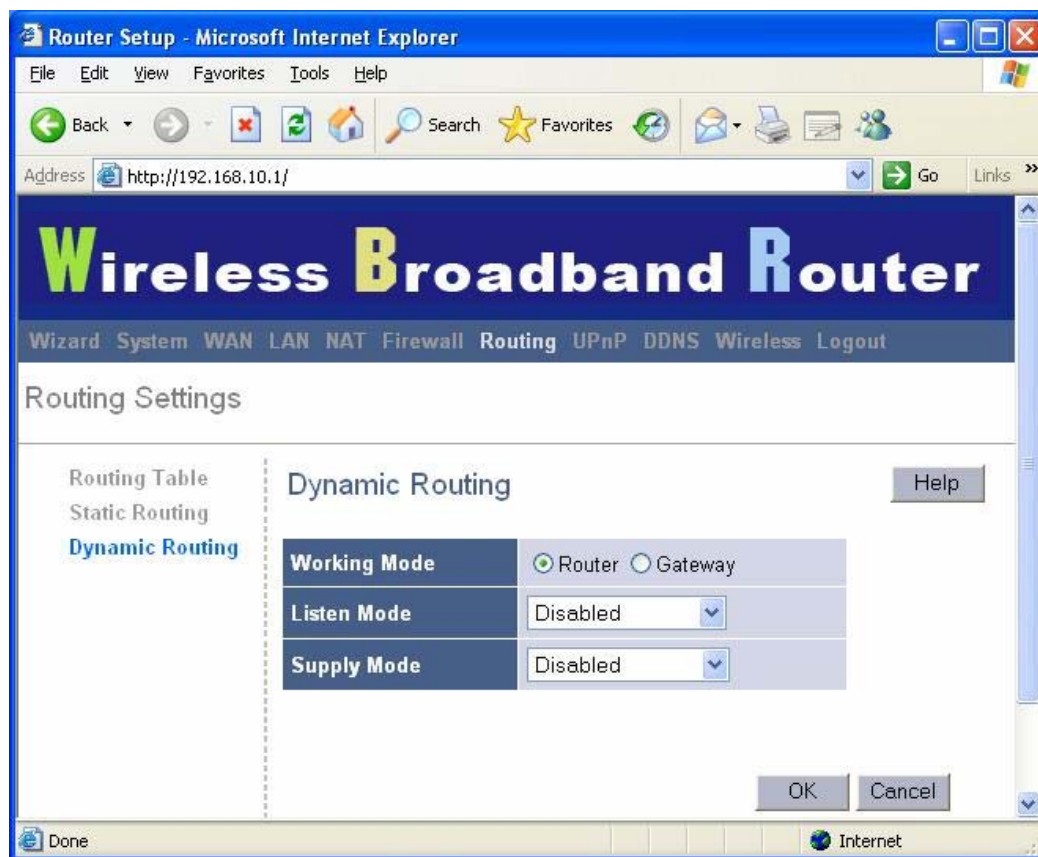 Router Setup - Microsoft Internet Explorer
File Edit View Favorites Tools Help
Back Search Favorites
Address http://192.168.10.1/ Go Links »
Wireless Broadband Router
Wizard System WAN LAN NAT Firewall Routing UPnP DDNS Wireless Logout
Routing Settings
Routing Table
Static Routing
Dynamic Routing
Dynamic Routing
Help
Working Mode Router Gateway
Listen Mode Disabled
Supply Mode Disabled
OK Cancel
Done Internet